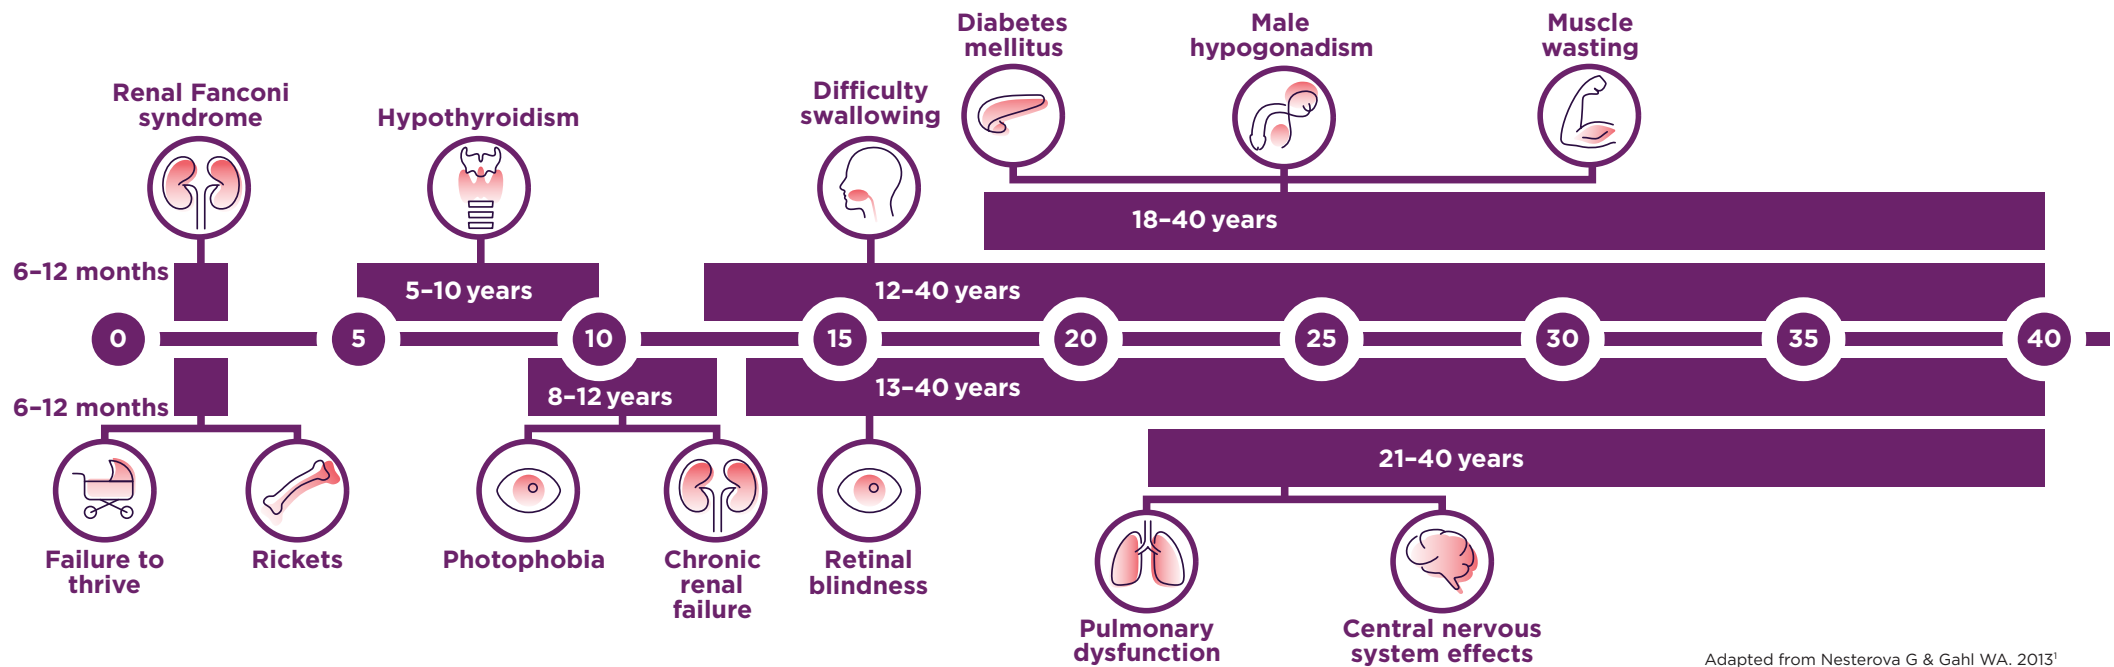 Diabetes
mellitus
Male
hypogonadism
Muscle
wasting
Renal Fanconi
syndrome
Hypothyroidism
Difficulty
swallowing
18–40 years
6–12 months
5–10 years
12–40 years
0
5
10
15
20
25
30
35
40
6–12 months
8–12 years
13–40 years
21–40 years
Failure to
thrive
Rickets
Photophobia
Chronic
renal
failure
Retinal
blindness
Pulmonary
dysfunction
Central nervous
system effects
Adapted from Nesterova G & Gahl WA. 2013¹